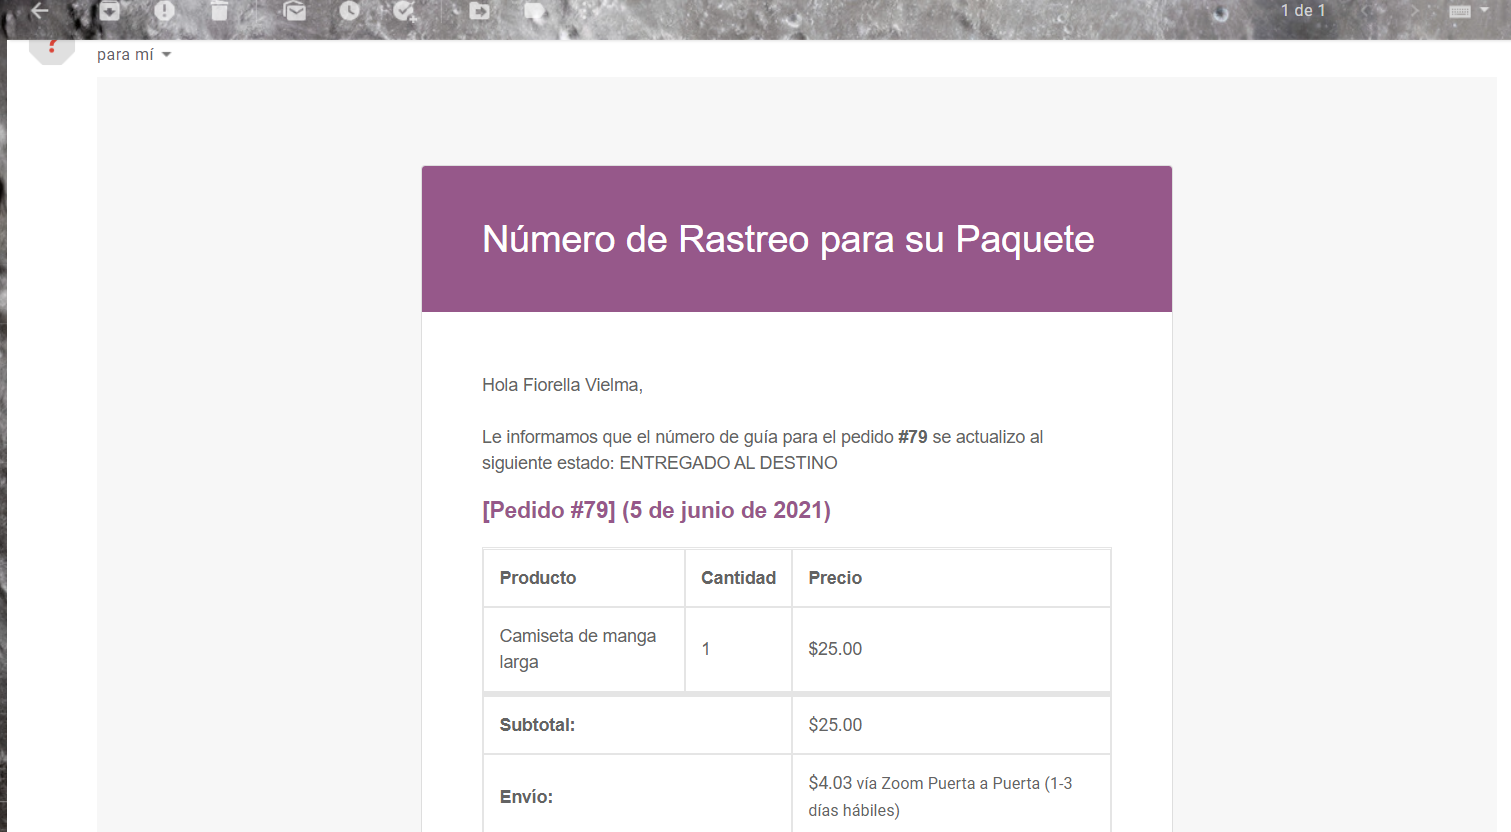 1 de 1
?
para mí
Número de Rastreo para su Paquete
Hola Fiorella Vielma,
Le informamos que el número de guía para el pedido #79 se actualizo al
siguiente estado: ENTREGADO AL DESTINO
[Pedido #79] (5 de junio de 2021)
Producto Cantidad Precio
Camiseta de manga
larga
1
$25.00
Subtotal: $25.00
Envío:
$4.03 vía Zoom Puerta a Puerta (1-3
días hábiles)